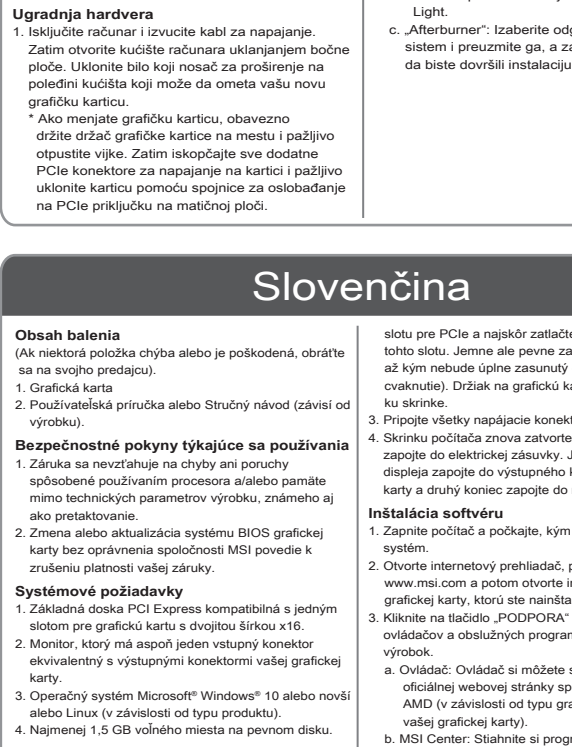 Ugradnja hardvera
1. Isključite računar i izvucite kabl za napajanje.
Zatim otvorite kućište računara uklanjanjem bočne
ploče. Uklonite bilo koji nosač za proširenje na
poleđini kućišta koji može da ometa vašu novu
grafičku karticu.
* Ako menjate grafičku karticu, obavezno
držite držač grafičke kartice na mestu i pažljivo
otpustite vijke. Zatim iskopčajte sve dodatne
PCIe konektore za napajanje na kartici i pažljivo
uklonite karticu pomoću spojnice za oslobađanje
na PCIe priključku na matičnoj ploči.
Light.
c. „Afterburner“: Izaberite
sistem i preuzmite ga, a
da biste dovršili instalaciju
Slovenčina
Obsah balenia
(Ak niektorá položka chýba alebo je poškodená, obráťte
sa na svojho predajcu).
1. Grafická karta
2. Používateľská príručka alebo Stručný návod (závisí od
výrobku).
Bezpečnostné pokyny týkajúce sa používania
1. Záruka sa nevzťahuje na chyby ani poruchy
spôsobené používaním procesora a/alebo pamäte
mimo technických parametrov výrobku, známeho aj
ako pretaktovanie.
2. Zmena alebo aktualizácia systému BIOS grafickej
karty bez oprávnenia spoločnosti MSI povedie k
zrušeniu platnosti vašej záruky.
Systémové požiadavky
1. Základná doska PCI Express kompatibilná s jedným
slotom pre grafickú kartu s dvojitou šírkou x16.
2. Monitor, ktorý má aspoň jeden vstupný konektor
ekvivalentný s výstupnými konektormi vašej grafickej
karty.
3. Operačný systém Microsoft® Windows® 10 alebo novší
alebo Linux (v závislosti od typu produktu).
4. Najmenej 1,5 GB voľného miesta na pevnom disku.
slotu pre PCIe a najskôr zatlačte
tohto slotu. Jemne ale pevne
až kým nebude úplne zasunutý
cvaknutie). Držiak na grafickú
ku skrinke.
3. Pripojte všetky napájacie
4. Skrinku počítača znova zatvorte
zapojte do elektrickej zásuvky.
displeja zapojte do výstupného
karty a druhý koniec zapojte do
Inštalácia softvéru
1. Zapnite počítač a počkajte, kým
systém.
2. Otvorte internetový prehliadač,
www.msi.com a potom otvorte
grafickej karty, ktorú ste
3. Kliknite na tlačidlo „PODPORA“
ovládačov a obslužných
výrobok.
a. Ovládač: Ovládač si môžete
oficiálnej webovej stránky
AMD (v závislosti od typu
vašej grafickej karty).
b. MSI Center: Stiahnite si